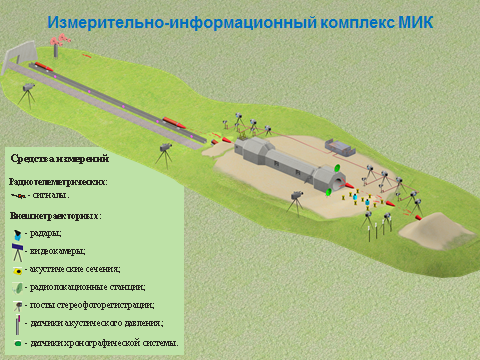 Измерительно-информационный комплекс МИК
Средства измерений
Радиотелеметрических:
- сигналы.
Внешнетраекторных:
- радары;
- видеокамеры;
- акустические сечения;
- радиолокационные станции;
- посты стереофоторегистрации;
- датчики акустического давления;
- датчики хронографической системы.